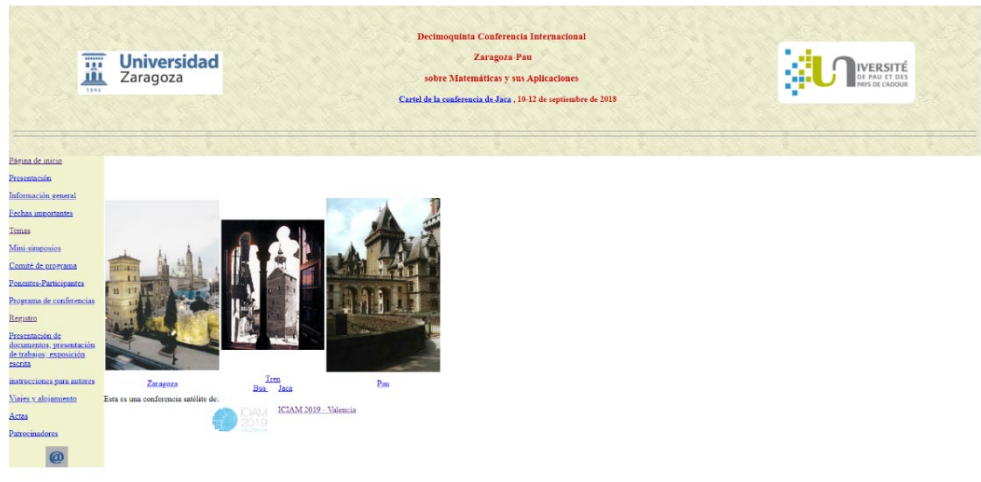 Universidad
Zaragoza
1542
Decimoquinta Conferencia Internacional
Zaragoza-Pau
sobre Matemáticas y sus Aplicaciones
Cartel de la conferencia de Jaca , 10-12 de septiembre de 2018
UNIVERSITÉ
DE PAU ET DES
PAYS DE L'ADOUR
Página de inicio
Presentación
Información general
Fechas importantes
Temas
Mini-simposios
Comité de programa
Ponentes-Participantes
Programa de conferencias
Registro
Presentación de
documentos, presentación
de trabajos, exposición
escrita
instrucciones para autores
Viajes y alojamiento
Actas
Patrocinadores
@
Zaragoza
Tren
Bus Jaca
Pau
Esta es una conferencia satélite de:
ICIAM
2019
VALENCIA
ICIAM 2019 - Valencia